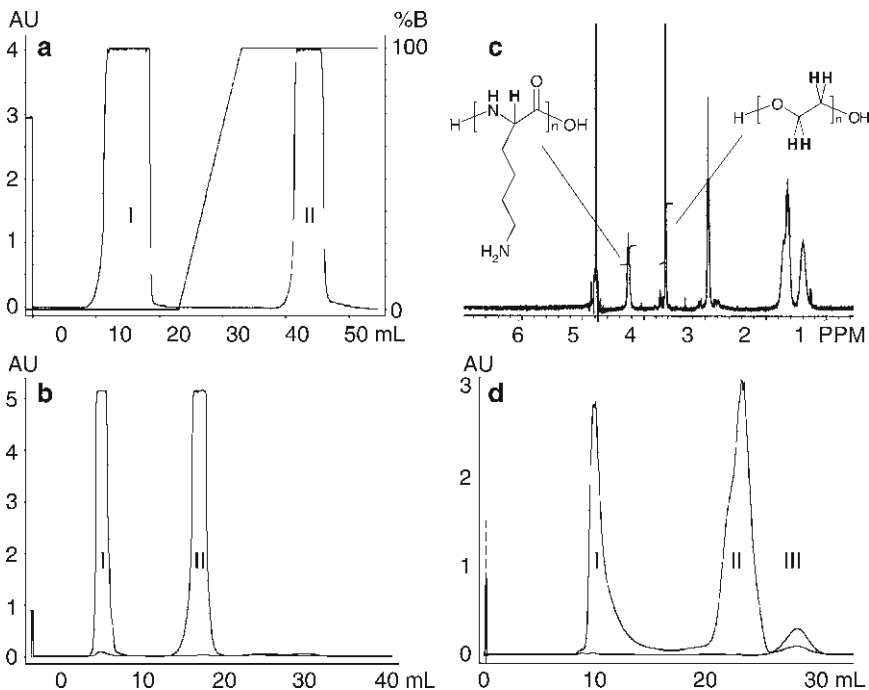 AU %B
a
4 100
3
2
1
0 0
I II
0 10 20 30 40 50 mL
c
H N H O n OH
H2N
H O HH HH n OH
6 5 4 3 2 1 PPM
AU
b
5
4
3
2
1
0
I II
0 10 20 30 40 mL
AU
d
3
2
1
0
I II III
0 10 20 30 mL